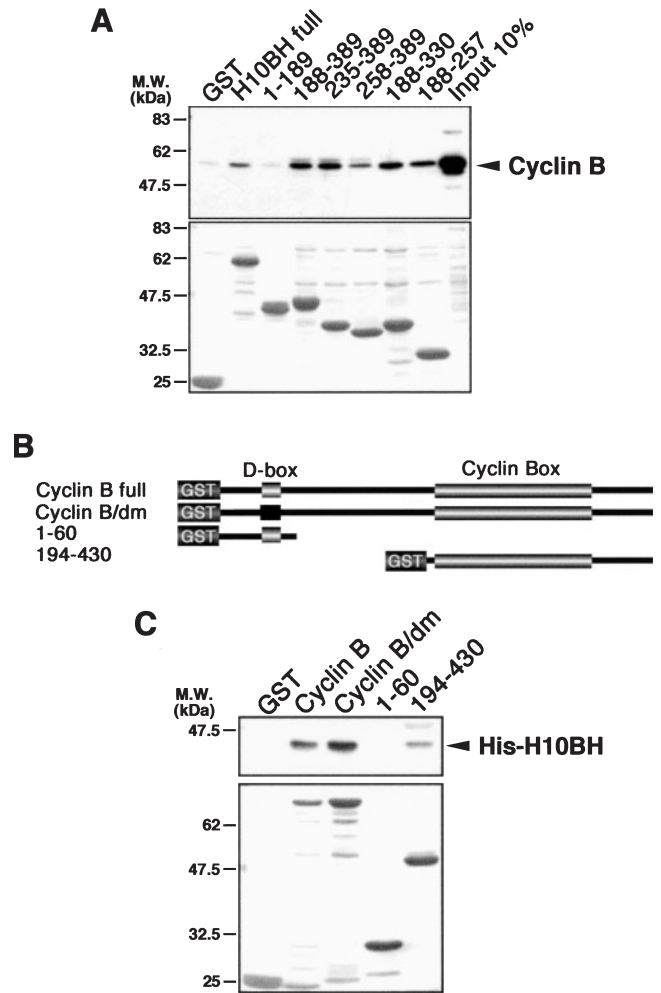 A
GST
H10BH full
1-189
188-389
235-389
258-389
188-330
188-257
Input 10%
M.W.
(kDa)
83
62
47.5
Cyclin B
83
62
47.5
32.5
25
B
D-box
Cyclin Box
Cyclin B full
GST
Cyclin B/dm
GST
1-60
GST
194-430
GST
C
GST
Cyclin B
Cyclin B/dm
1-60
194-430
M.W.
(kDa)
47.5
His-H10BH
62
47.5
32.5
25